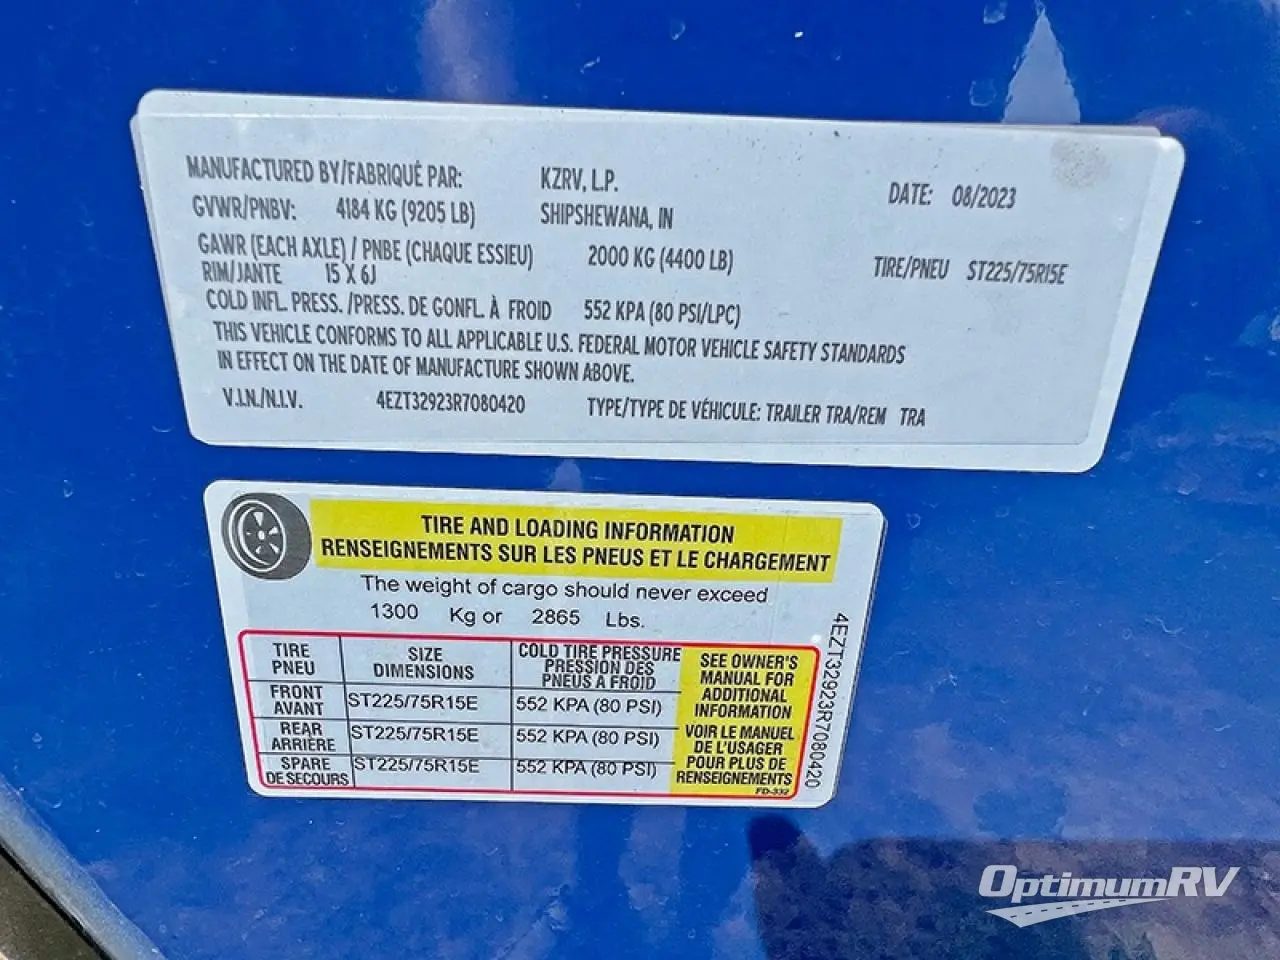 MANUFACTURED BY/FABRIQUÉ PAR: KZRV, L.P. DATE: 08/2023
GVWR/PNBV: 4184 KG (9205 LB) SHIPSHEWANA, IN
GAWR (EACH AXLE) / PNBE (CHAQUE ESSIEU) 2000 KG (4400 LB) TIRE/PNEU ST225/75R15E
RIM/JANTE 15 X 6J
COLD INFL. PRESS. /PRESS. DE GONFL. À FROID 552 KPA (80 PSI/LPC)
THIS VEHICLE CONFORMS TO ALL APPLICABLE U.S. FEDERAL MOTOR VEHICLE SAFETY STANDARDS
IN EFFECT ON THE DATE OF MANUFACTURE SHOWN ABOVE.
V.I.N./N.I.V. 4EZT32923R7080420 TYPE/TYPE DE VÉHICULE: TRAILER TRA/REM TRA
TIRE AND LOADING INFORMATION
RENSEIGNEMENTS SUR LES PNEUS ET LE CHARGEMENT
The weight of cargo should never exceed
1300 Kg or 2865 Lbs.
TIRE
PNEU
SIZE
DIMENSIONS
COLD TIRE PRESSURE
PRESSION DES
PNEUS A FROID
FRONT
AVANT
ST225/75R15E
552 KPA (80 PSI)
REAR
ARRIÈRE
ST225/75R15E
552 KPA (80 PSI)
SPARE
DE SECOURS
ST225/75R15E
552 KPA (80 PSI)
SEE OWNER'S
MANUAL FOR
ADDITIONAL
INFORMATION
VOIR LE MANUEL
DE L'USAGER
POUR PLUS DE
RENSEIGNEMENTS
FD-332
4EZT32923R7080420
OptimumRV